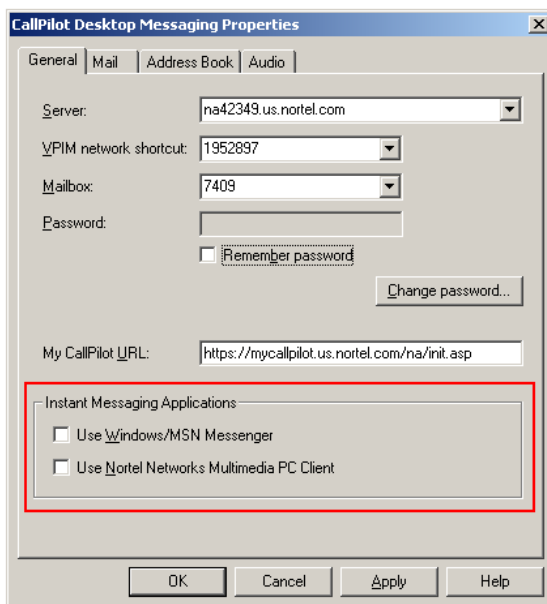 CallPilot Desktop Messaging Properties
General Mail Address Book Audio
Server: na42349.us.nortel.com
VPIM network shortcut: 1952897
Mailbox: 7409
Password:
Remember password
Change password...
My CallPilot URL: https://mycallpilot.us.nortel.com/na/init.asp
Instant Messaging Applications
Use Windows/MSN Messenger
Use Nortel Networks Multimedia PC Client
OK Cancel Apply Help